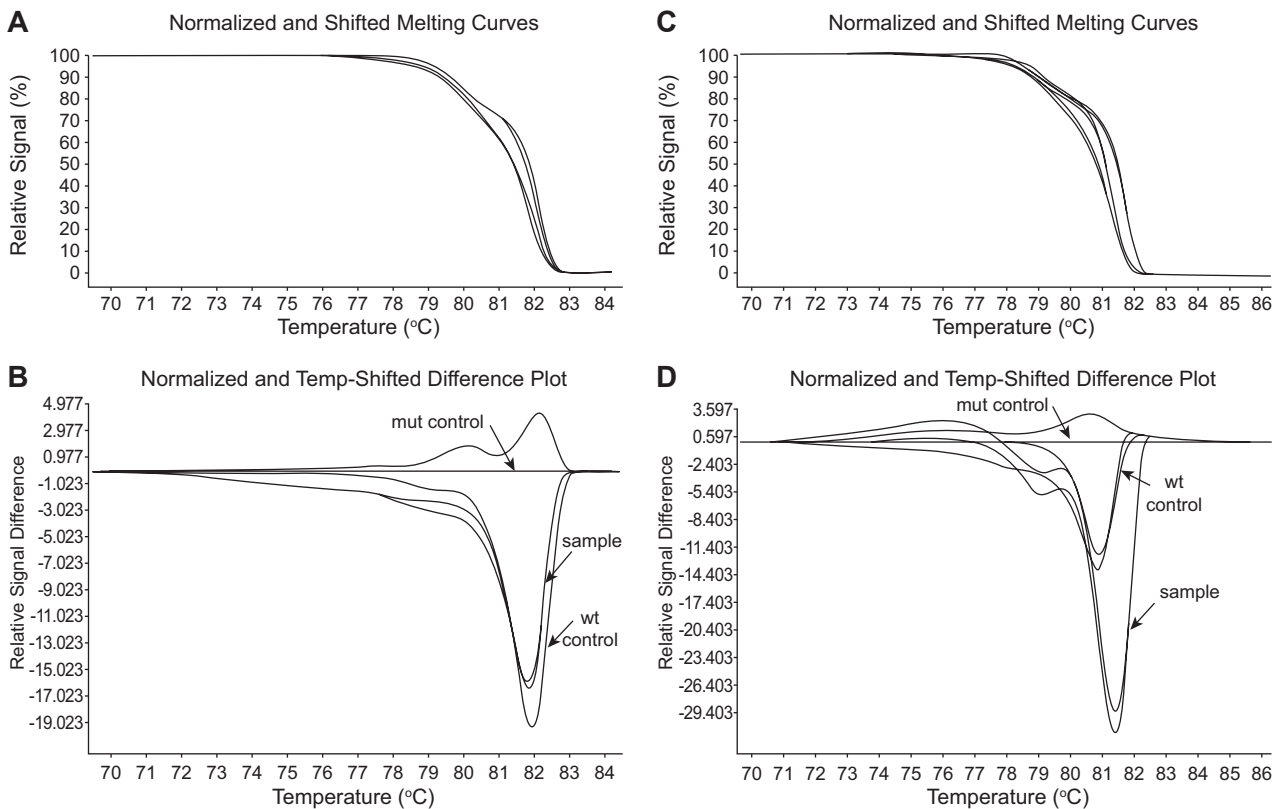 A
Normalized and Shifted Melting Curves
Relative Signal (%)
100
90
80
70
60
50
40
30
20
10
0
70 71 72 73 74 75 76 77 78 79 80 81 82 83 84
Temperature (oC)
C
Normalized and Shifted Melting Curves
Relative Signal (%)
100
90
80
70
60
50
40
30
20
10
0
70 71 72 73 74 75 76 77 78 79 80 81 82 83 84 85 86
Temperature (oC)
B
Normalized and Temp-Shifted Difference Plot
Relative Signal Difference
4.977
2.977
0.977
-1.023
-3.023
-5.023
-7.023
-9.023
-11.023
-13.023
-15.023
-17.023
-19.023
mut control
sample
wt
control
70 71 72 73 74 75 76 77 78 79 80 81 82 83 84
Temperature (oC)
D
Normalized and Temp-Shifted Difference Plot
Relative Signal Difference
3.597
0.597
-2.403
-5.403
-8.403
-11.403
-14.403
-17.403
-20.403
-23.403
-26.403
-29.403
mut control
wt
control
sample
70 71 72 73 74 75 76 77 78 79 80 81 82 83 84 85 86
Temperature (oC)